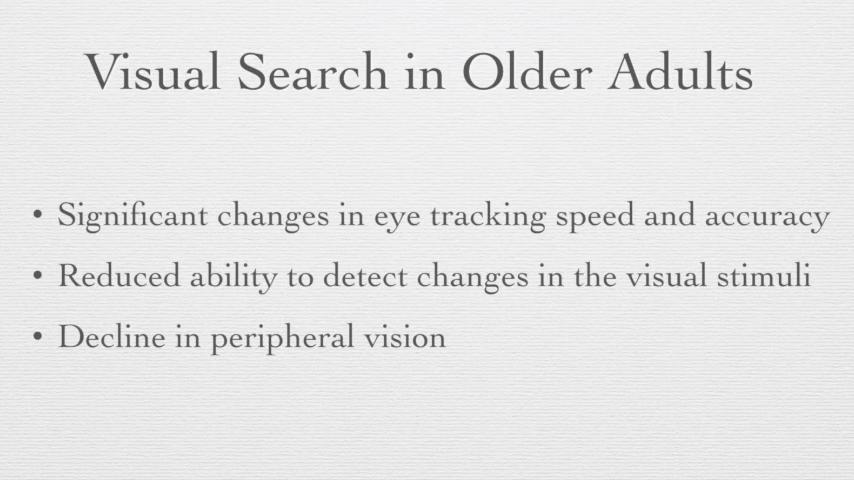 Visual Search in Older Adults
• Significant changes in eye tracking speed and accuracy
• Reduced ability to detect changes in the visual stimuli
• Decline in peripheral vision